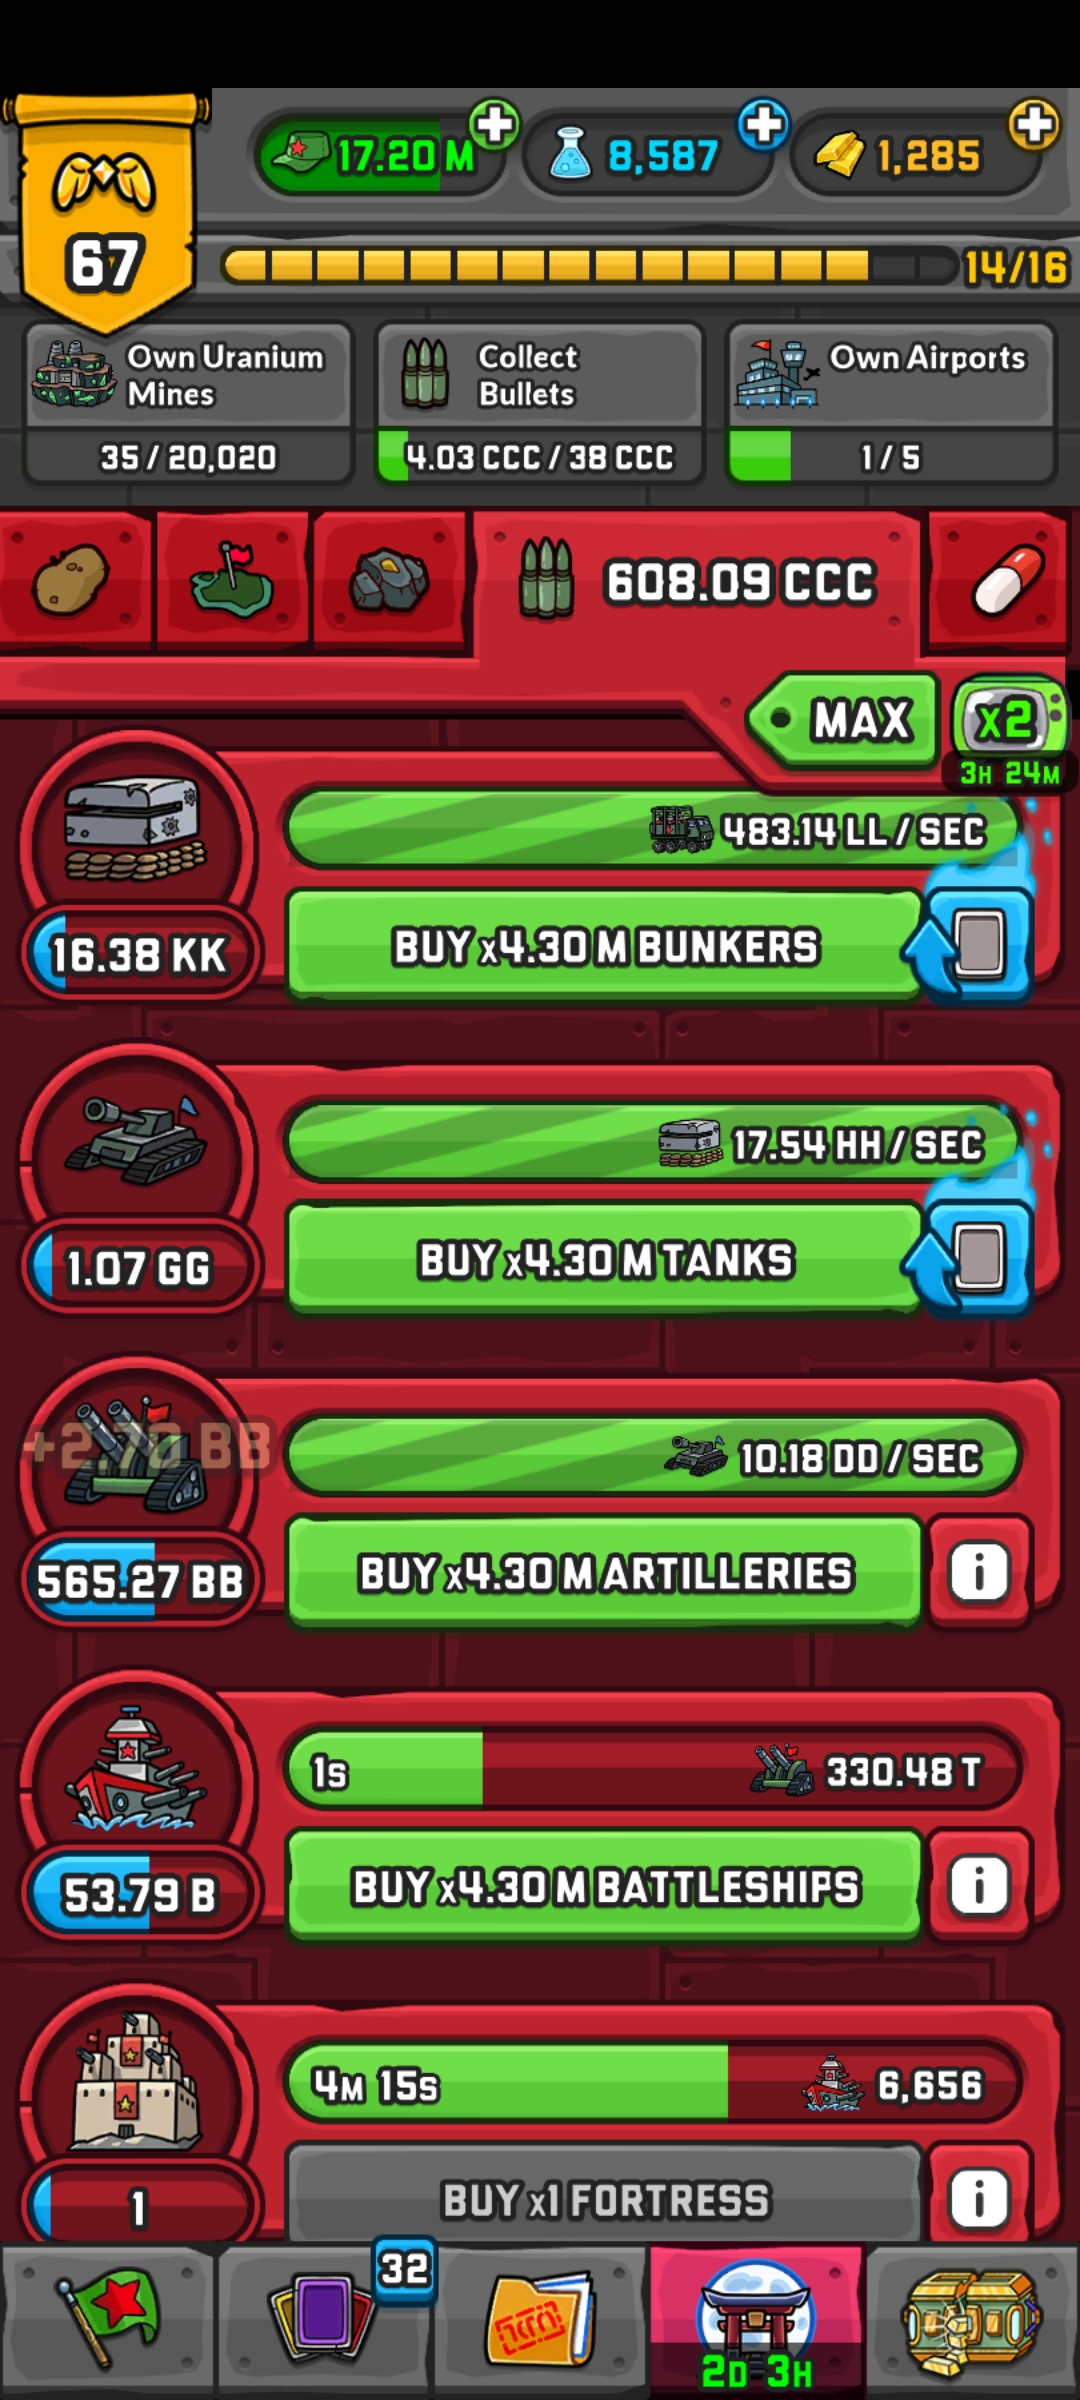 17.20 M
8,587
1,285
67
14/16
Own Uranium
Mines
35 / 20,020
Collect
Bullets
4.03 CCC / 38 CCC
Own Airports
1 / 5
608.09 CCC
MAX
x2
3H 24M
483.14 LL / SEC
16.38 KK
BUY x4.30 M BUNKERS
17.54 HH / SEC
1.07 GG
BUY x4.30 M TANKS
+2.70 BB
10.18 DD / SEC
565.27 BB
BUY x4.30 M ARTILLERIES
i
1s
330.48 T
53.79 B
BUY x4.30 M BATTLESHIPS
i
4M 15s
6,656
1
BUY x1 FORTRESS
i
32
2D 3H